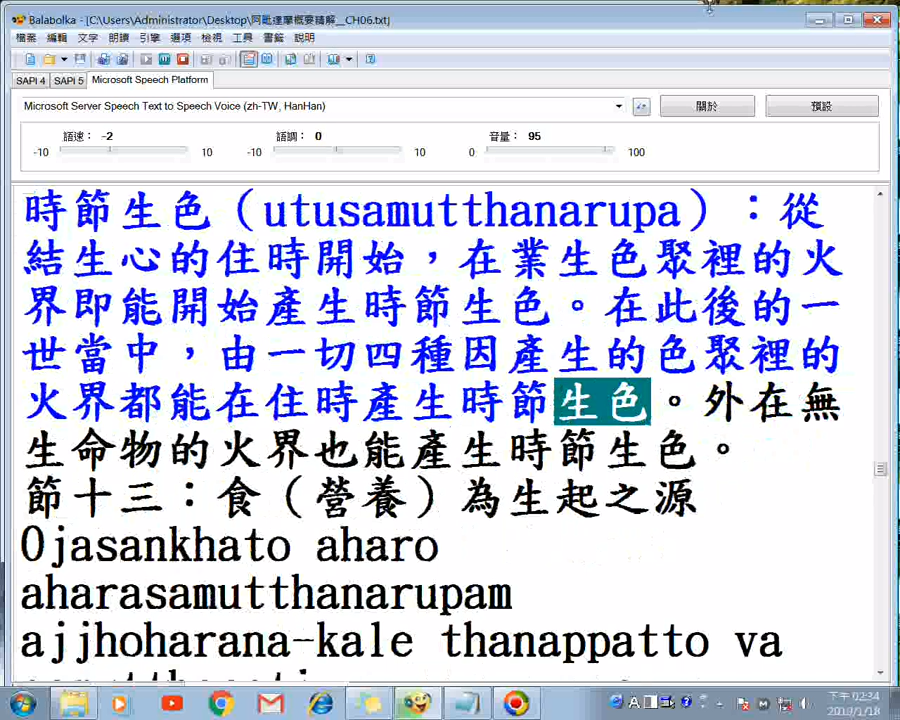 Balabolka - [C:\Users\Administrator\Desktop\阿毗達摩概要精解__CH06.txt]
檔案 編輯 文字 朗讀 引擎 選項 檢視 工具 書籤 說明
SAPI 4 SAPI 5 Microsoft Speech Platform
Microsoft Server Speech Text to Speech Voice (zh-TW, HanHan) 關於 預設
語速： -2 語調： 0 音量： 95
-10 10 -10 10 0 100
時節生色（utusamutthanarupa）：從
結生心的住時開始，在業生色聚裡的火
界即能開始產生時節生色。在此後的一
世當中，由一切四種因產生的色聚裡的
火界都能在住時產生時節生色。外在無
生命物的火界也能產生時節生色。
節十三：食（營養）為生起之源
Ojasankhato aharo
aharasamutthanarupam
ajjhoharana-kale thanappatto va
下午 02:34
2019/1/18